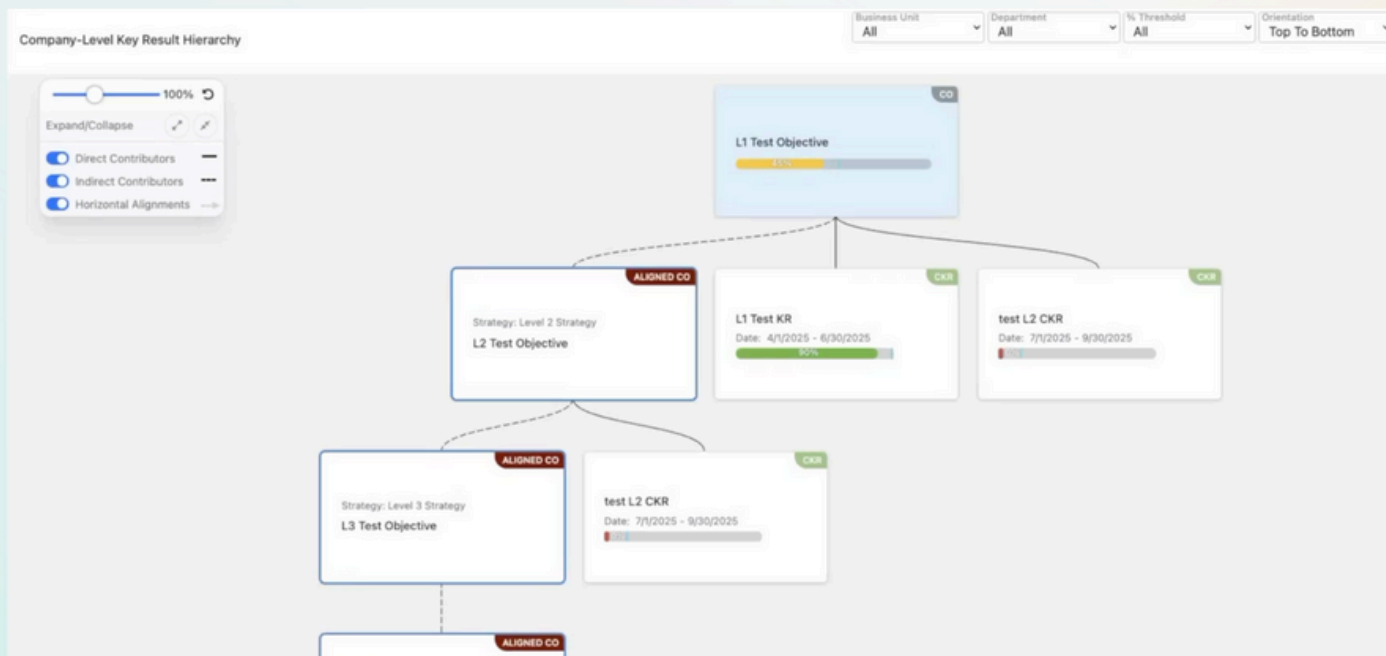 Company-Level Key Result Hierarchy
Business Unit
All
Department
All
% Threshold
All
Orientation
Top To Bottom
100%
Expand/Collapse
Direct Contributors
Indirect Contributors
Horizontal Alignments
CO
L1 Test Objective
45%
ALIGNED CO
Strategy: Level 2 Strategy
L2 Test Objective
CKR
L1 Test KR
Date: 4/1/2025 - 6/30/2025
90%
CKR
test L2 CKR
Date: 7/1/2025 - 9/30/2025
ALIGNED CO
Strategy: Level 3 Strategy
L3 Test Objective
CKR
test L2 CKR
Date: 7/1/2025 - 9/30/2025
ALIGNED CO